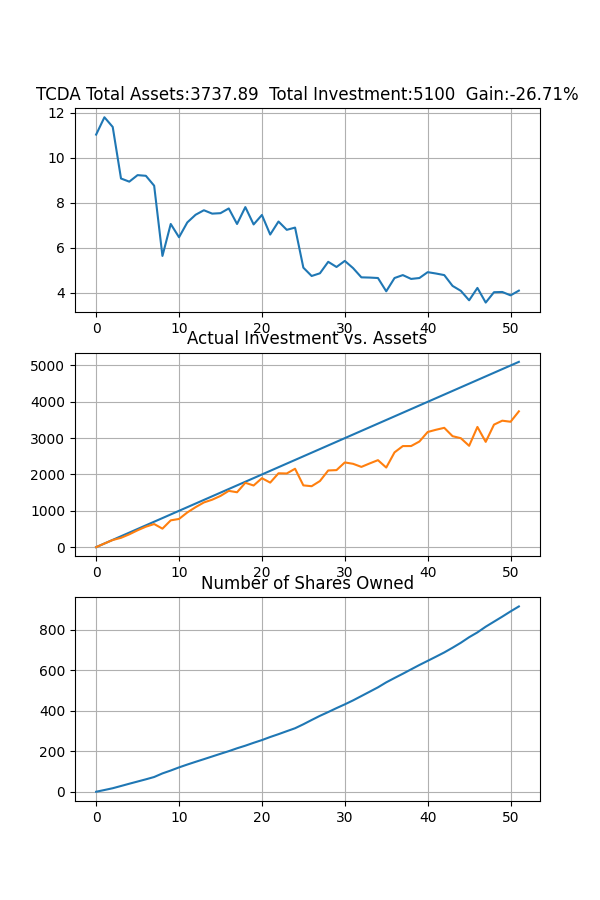 TCDA Total Assets:3737.89  Total Investment:5100  Gain:-26.71%
12
10
8
6
4
0 10 20 30 40 50
Actual Investment vs. Assets
5000
4000
3000
2000
1000
0
0 10 20 30 40 50
Number of Shares Owned
800
600
400
200
0
0 10 20 30 40 50